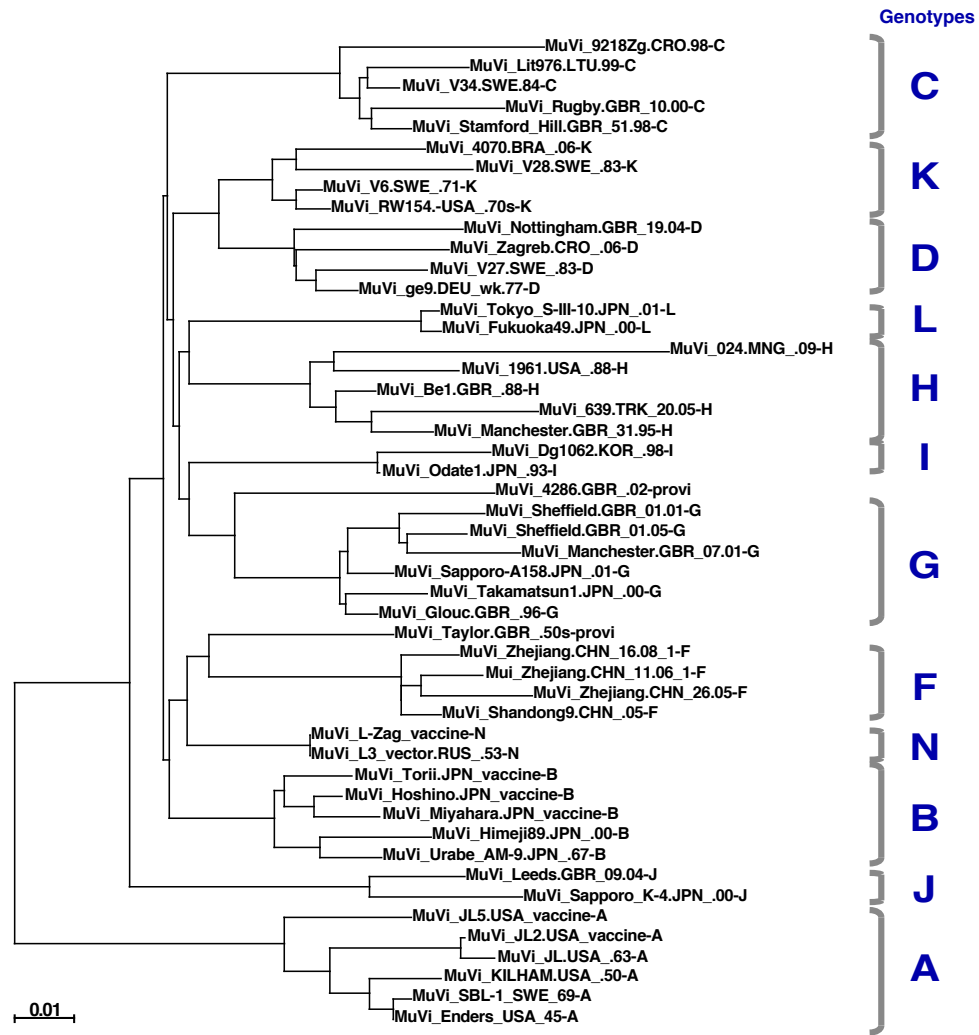 Genotypes
MuVi_9218Zg.CRO.98-C
MuVi_Lit976.LTU.99-C
MuVi_V34.SWE.84-C
MuVi_Rugby.GBR_10.00-C
MuVi_Stamford_Hill.GBR_51.98-C
C
MuVi_4070.BRA_.06-K
MuVi_V28.SWE_.83-K
MuVi_V6.SWE_.71-K
MuVi_RW154.-USA_.70s-K
K
MuVi_Nottingham.GBR_19.04-D
MuVi_Zagreb.CRO_.06-D
MuVi_V27.SWE_.83-D
MuVi_ge9.DEU_wk.77-D
D
MuVi_Tokyo_S-III-10.JPN_.01-L
MuVi_Fukuoka49.JPN_.00-L
L
MuVi_024.MNG_.09-H
MuVi_1961.USA_.88-H
MuVi_Be1.GBR_.88-H
MuVi_639.TRK_20.05-H
MuVi_Manchester.GBR_31.95-H
H
MuVi_Dg1062.KOR_.98-I
MuVi_Odate1.JPN_.93-I
I
MuVi_4286.GBR_.02-provi
MuVi_Sheffield.GBR_01.01-G
MuVi_Sheffield.GBR_01.05-G
MuVi_Manchester.GBR_07.01-G
MuVi_Sapporo-A158.JPN_.01-G
MuVi_Takamatsun1.JPN_.00-G
MuVi_Glouc.GBR_.96-G
G
MuVi_Taylor.GBR_.50s-provi
MuVi_Zhejiang.CHN_16.08_1-F
Mui_Zhejiang.CHN_11.06_1-F
MuVi_Zhejiang.CHN_26.05-F
MuVi_Shandong9.CHN_.05-F
F
MuVi_L-Zag_vaccine-N
MuVi_L3_vector.RUS_.53-N
N
MuVi_Torii.JPN_vaccine-B
MuVi_Hoshino.JPN_vaccine-B
MuVi_Miyahara.JPN_vaccine-B
MuVi_Himeji89.JPN_.00-B
MuVi_Urabe_AM-9.JPN_.67-B
B
MuVi_Leeds.GBR_09.04-J
MuVi_Sapporo_K-4.JPN_.00-J
J
MuVi_JL5.USA_vaccine-A
MuVi_JL2.USA_vaccine-A
MuVi_JL.USA_.63-A
MuVi_KILHAM.USA_.50-A
MuVi_SBL-1_SWE_69-A
MuVi_Enders_USA_45-A
A
0.01